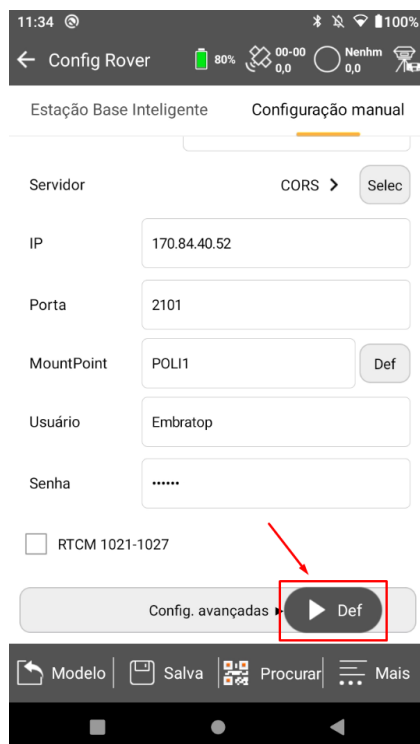 11:34 100%
Config Rover 80% 00-00 0,0 Nenhm 0,0
Estação Base Inteligente Configuração manual
Servidor CORS > Selec
IP 170.84.40.52
Porta 2101
MountPoint POLI1 Def
Usuário Embratop
Senha ••••••
RTCM 1021-1027
Config. avançadas Def
Modelo Salva Procurar Mais